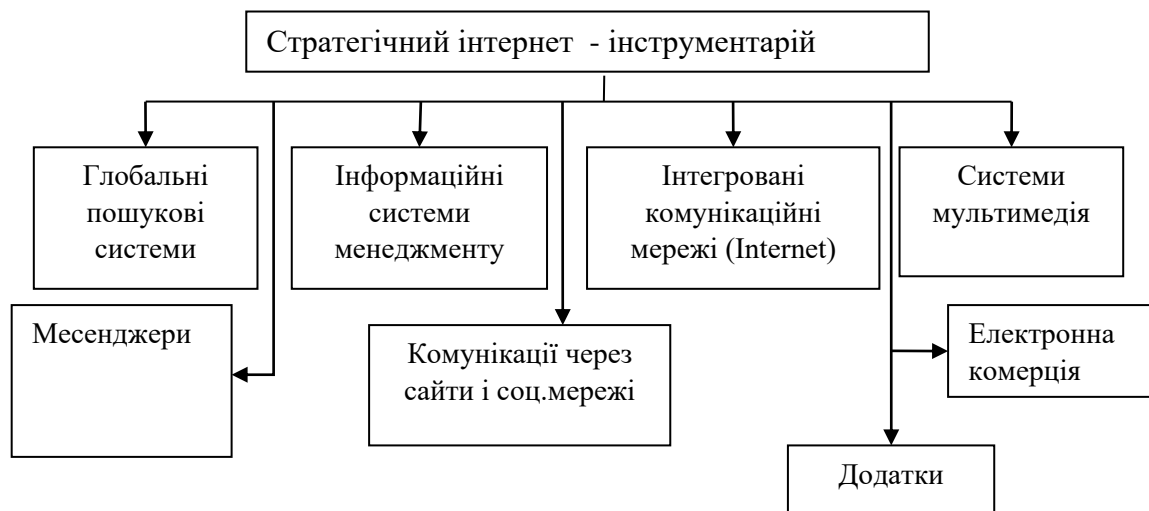 Стратегічний інтернет - інструментарій
Глобальні
пошукові
системи
Інформаційні
системи
менеджменту
Інтегровані
комунікаційні
мережі (Internet)
Системи
мультимедія
Месенджери
Комунікації через
сайти і соц.мережі
Електронна
комерція
Додатки